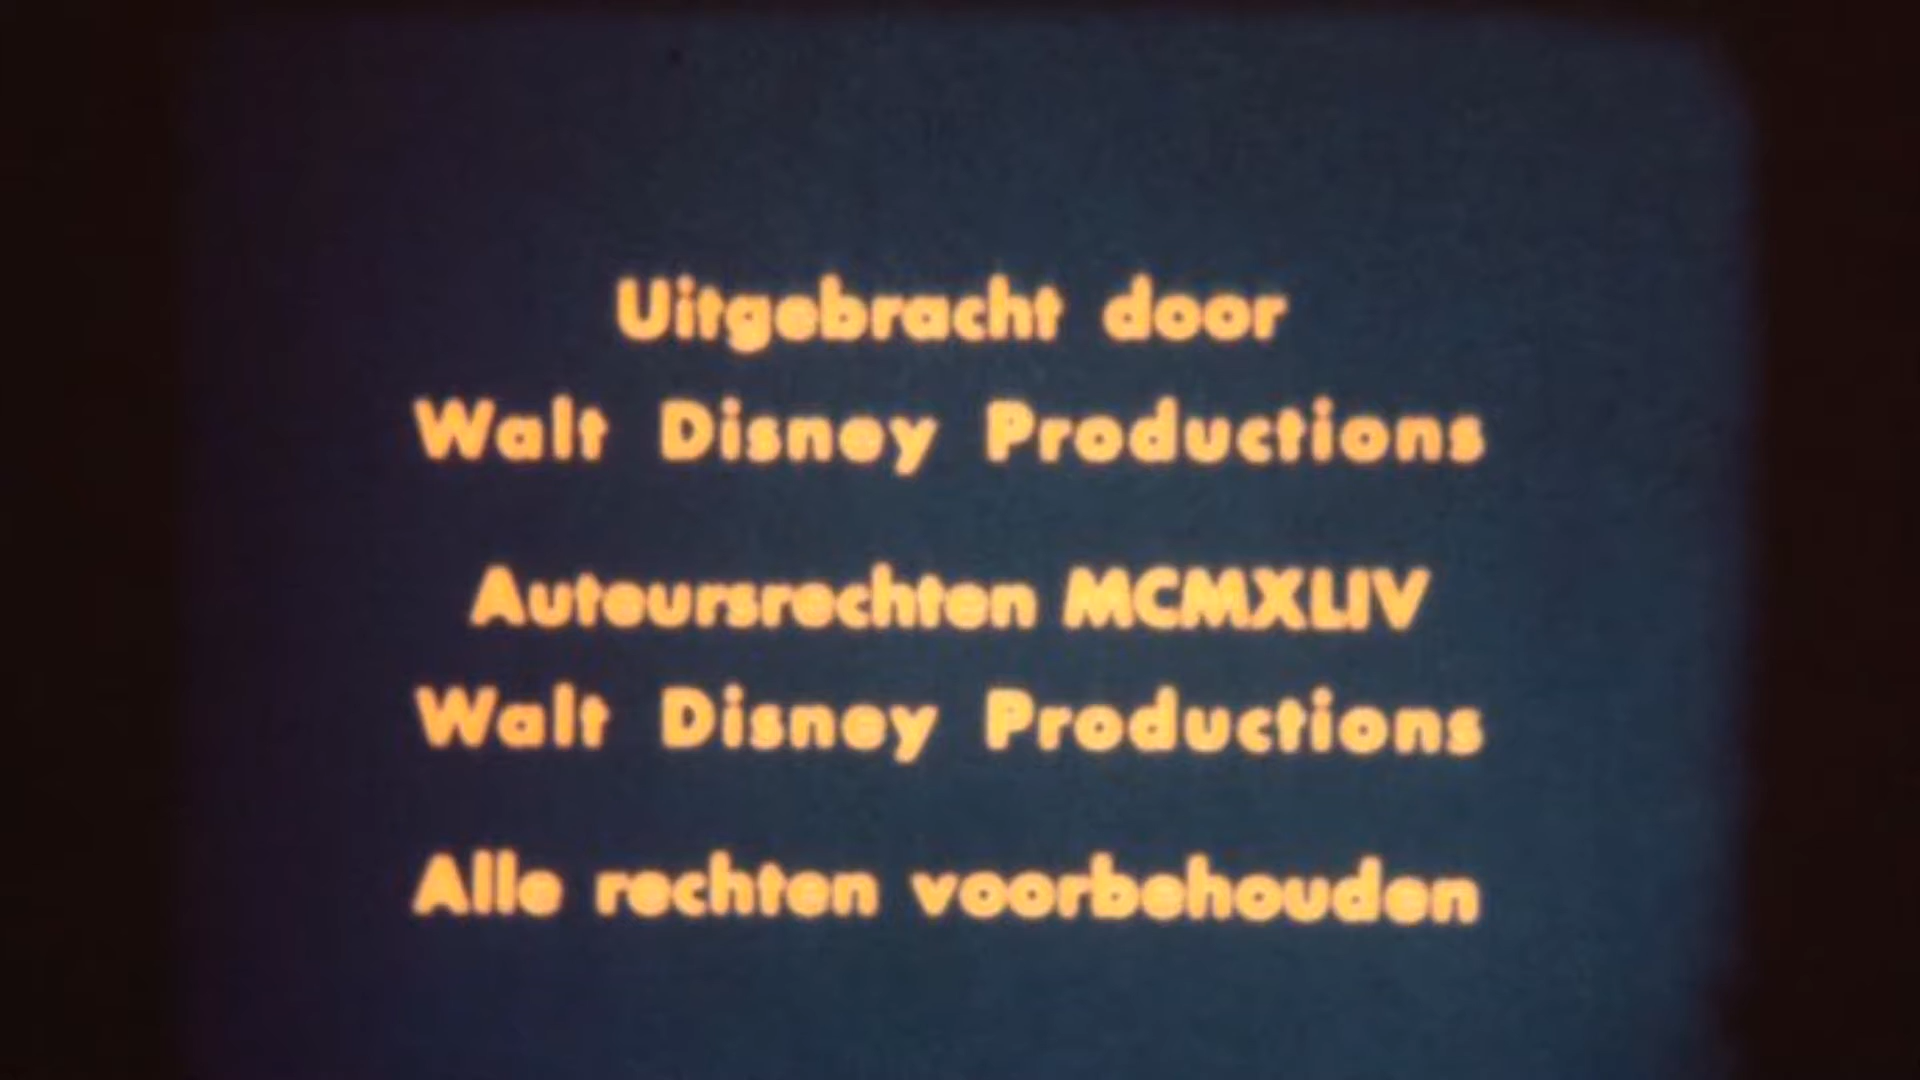 Uitgebracht door
Walt Disney Productions
Auteursrechten MCMXLIV
Walt Disney Productions
Alle rechten voorbehouden